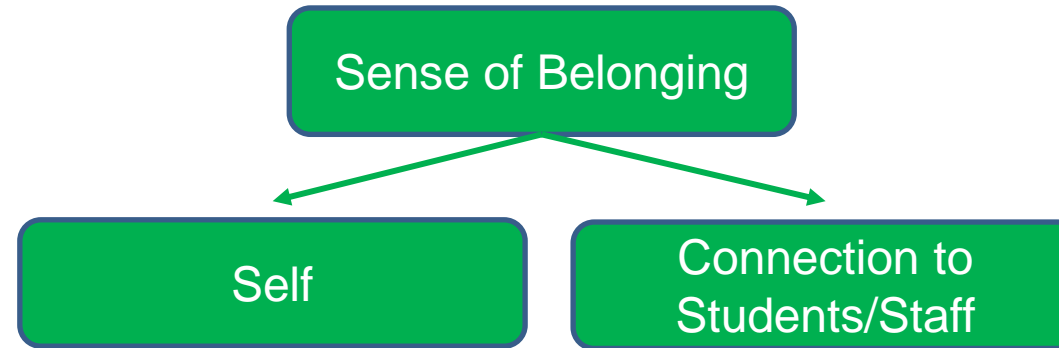 Sense of Belonging
Self
Connection to
Students/Staff